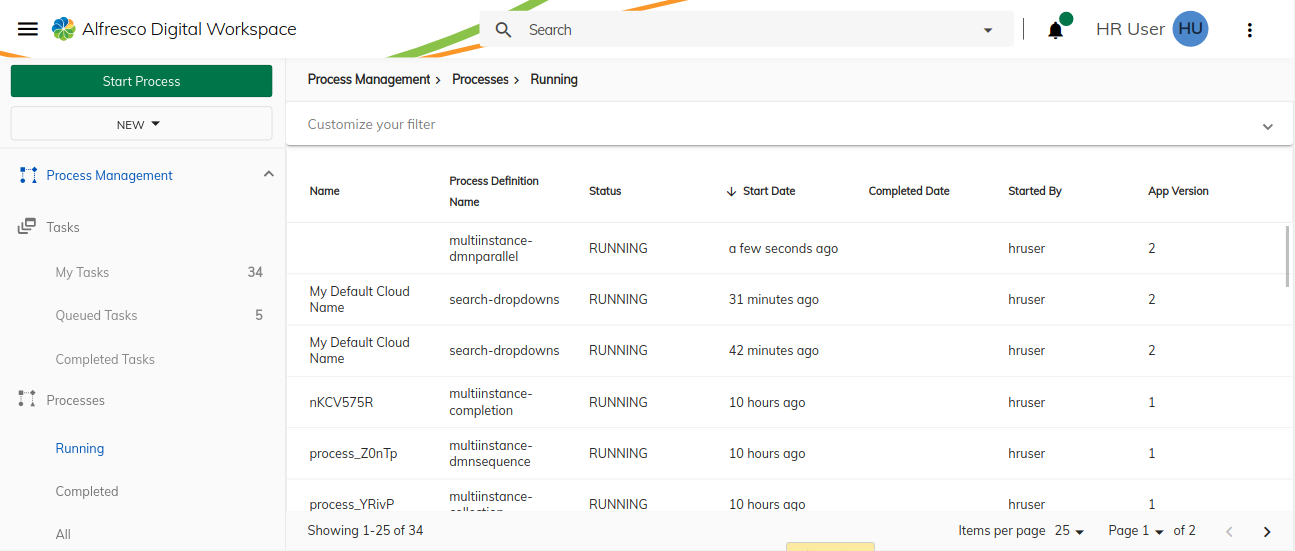 Alfresco Digital Workspace
Search
HR User HU
Start Process
NEW
Process Management
Tasks
My Tasks 34
Queued Tasks 5
Completed Tasks
Processes
Running
Completed
All
Process Management > Processes > Running
Customize your filter
Name Process Definition Name Status Start Date Completed Date Started By App Version
multiinstance-dmnparallel RUNNING a few seconds ago hruser 2
My Default Cloud Name search-dropdowns RUNNING 31 minutes ago hruser 2
My Default Cloud Name search-dropdowns RUNNING 42 minutes ago hruser 2
nKCV575R multiinstance-completion RUNNING 10 hours ago hruser 1
process_Z0nTp multiinstance-dmnsequence RUNNING 10 hours ago hruser 1
process_YRivP multiinstance-collection RUNNING 10 hours ago hruser 1
Showing 1-25 of 34 Items per page 25 Page 1 of 2